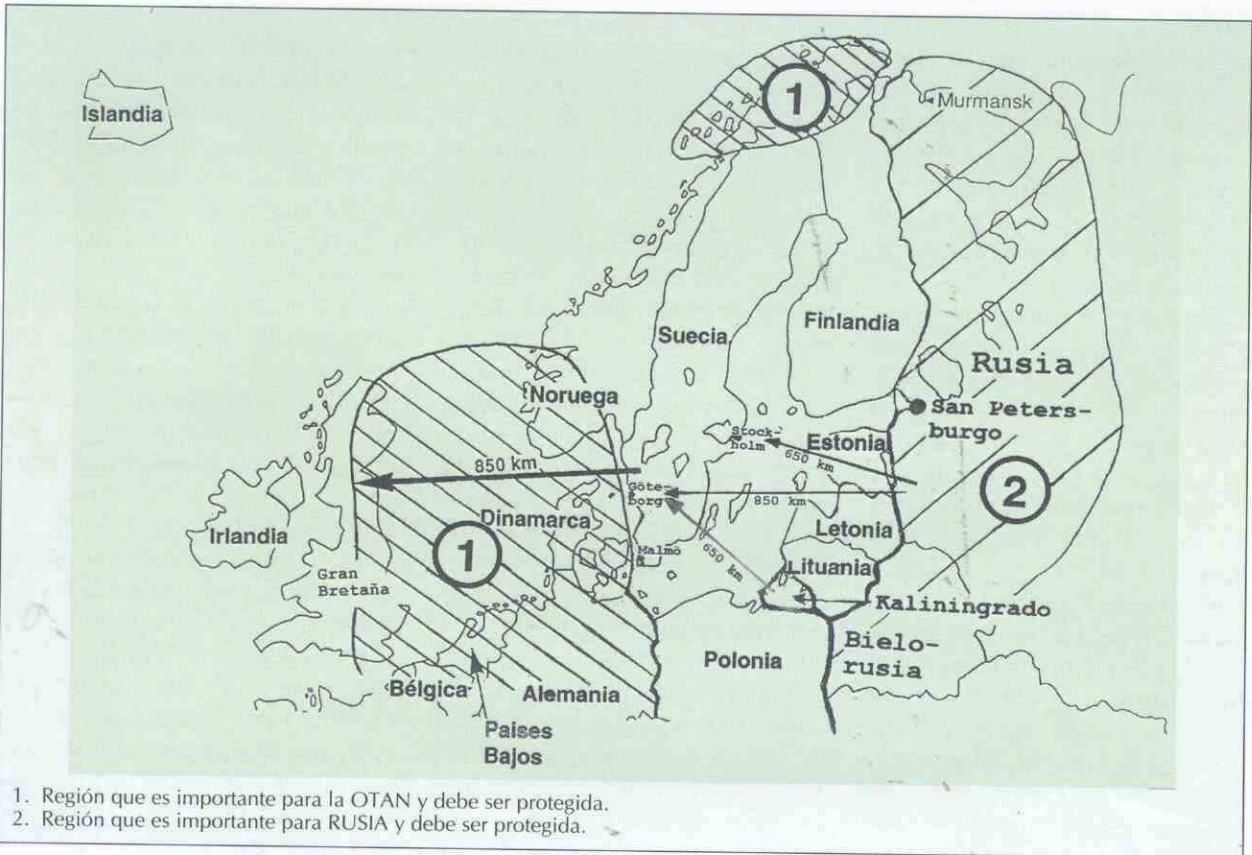 Islandia
1
Murmansk
Suecia
Finlandia
Rusia
Noruega
San Peters-
burgo
Stock-
holm
Estonia
650 km
850 km
Göte-
borg
850 km
2
Dinamarca
Letonia
Irlandia
1
Malmö
650 km
Lituania
Gran
Bretaña
Kaliningrado
Bielo-
rusia
Polonia
Bélgica
Alemania
Paises
Bajos
1. Región que es importante para la OTAN y debe ser protegida.
2. Región que es importante para RUSIA y debe ser protegida.